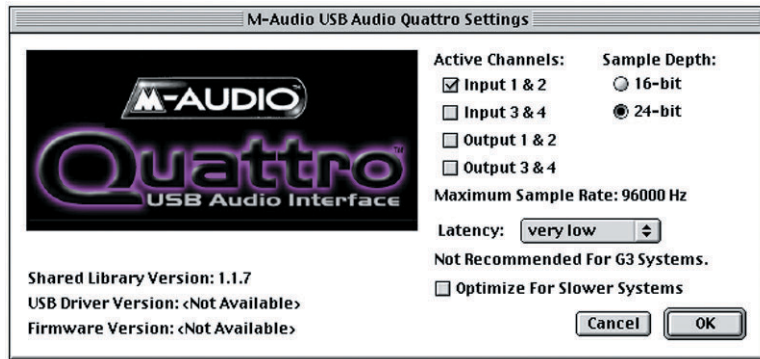 M-Audio USB Audio Quattro Settings
M-AUDIO
Quattro™
USB Audio Interface
Shared Library Version: 1.1.7
USB Driver Version: <Not Available>
Firmware Version: <Not Available>
Active Channels:
Input 1 & 2
Input 3 & 4
Output 1 & 2
Output 3 & 4
Sample Depth:
16-bit
24-bit
Maximum Sample Rate: 96000 Hz
Latency: very low
Not Recommended For G3 Systems.
Optimize For Slower Systems
Cancel
OK